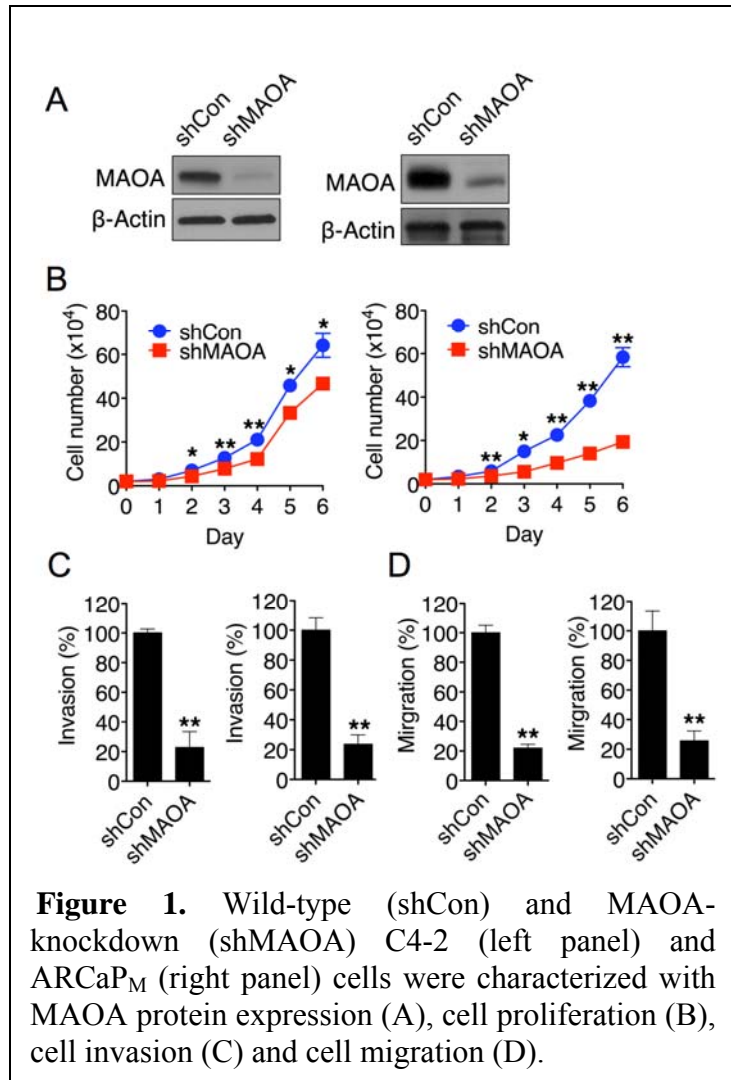 A
shCon
shMAOA
shCon
shMAOA
MAOA
β-Actin
MAOA
β-Actin
B
Cell number (x10⁴)
80
60
40
20
0
shCon
shMAOA
*
**
**
*
*
0 1 2 3 4 5 6
Day
Cell number (x10⁴)
80
60
40
20
0
shCon
shMAOA
**
*
**
**
**
0 1 2 3 4 5 6
Day
C
Invasion (%)
120
100
80
60
40
20
0
**
shCon
shMAOA
Invasion (%)
120
100
80
60
40
20
0
**
shCon
shMAOA
D
Mirgration (%)
120
100
80
60
40
20
0
**
shCon
shMAOA
Mirgration (%)
120
100
80
60
40
20
0
**
shCon
shMAOA
Figure 1. Wild-type (shCon) and MAOA-
knockdown (shMAOA) C4-2 (left panel) and
ARCaPM (right panel) cells were characterized with
MAOA protein expression (A), cell proliferation (B),
cell invasion (C) and cell migration (D).